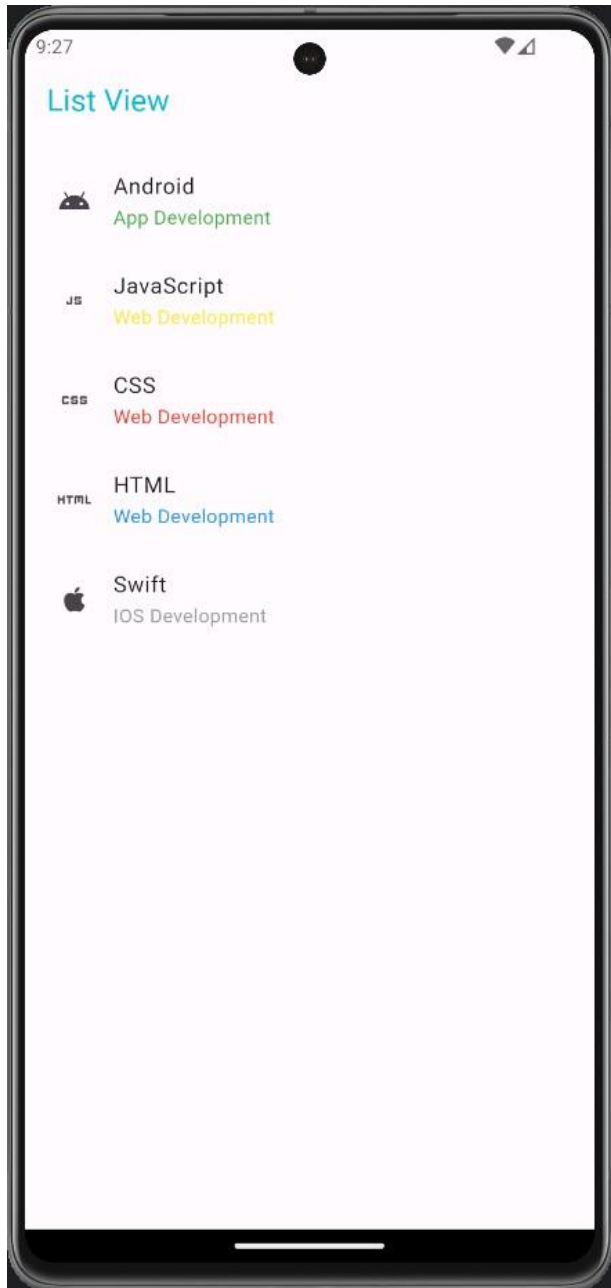 9:27
List View
Android
App Development
JS
JavaScript
Web Development
CSS
CSS
Web Development
HTML
HTML
Web Development
Swift
IOS Development